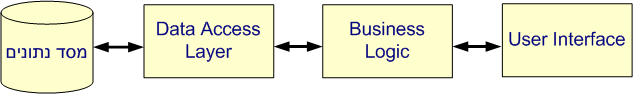 מסד נתונים
Data Access
Layer
Business
Logic
User Interface